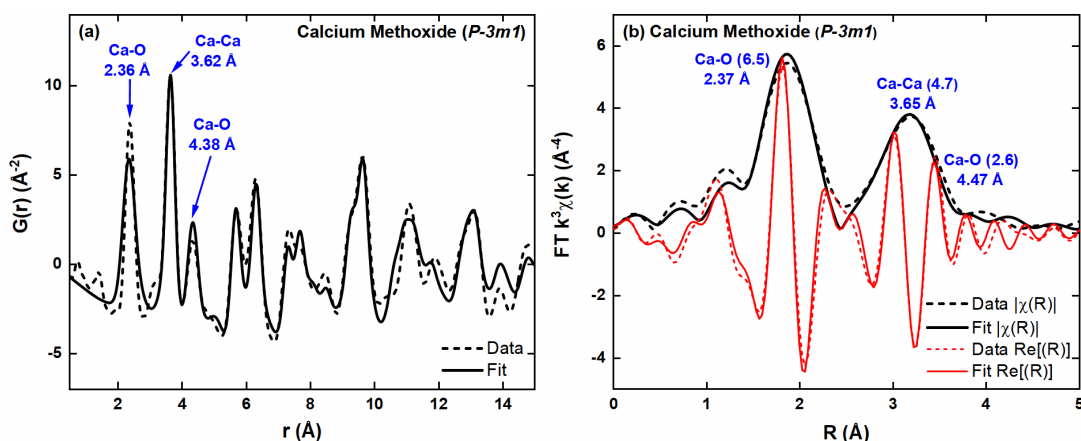 (a)
Calcium Methoxide (P-3m1)
Ca-O
2.36 Å
Ca-Ca
3.62 Å
Ca-O
4.38 Å
10
5
0
-5
G(r) (Å-2)
2 4 6 8 10 12 14
r (Å)
Data
Fit
(b) Calcium Methoxide (P-3m1)
Ca-O (6.5)
2.37 Å
Ca-Ca (4.7)
3.65 Å
Ca-O (2.6)
4.47 Å
6
4
2
0
-2
-4
FT k3χ(k) (Å-4)
0 1 2 3 4 5
R (Å)
Data |χ(R)|
Fit |χ(R)|
Data Re[(R)]
Fit Re[(R)]